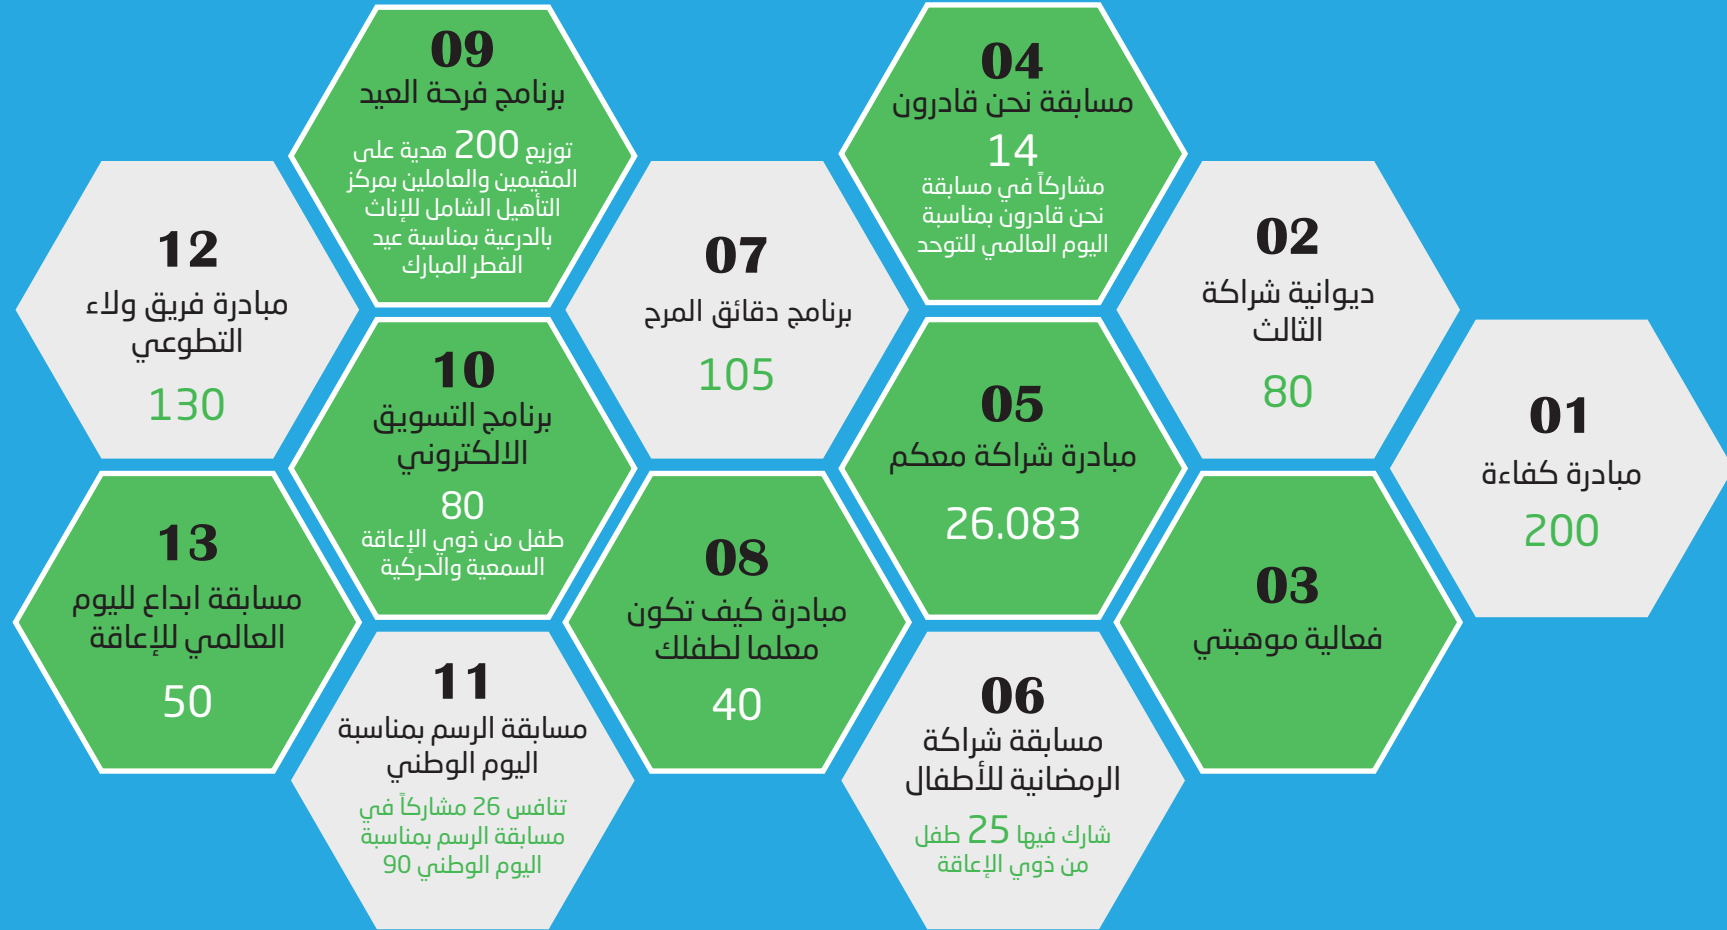 01
مبادرة كفاءة
200
02
ديوانية شراكة
الثالث
80
03
فعالية موهبتي
04
مسابقة نحن قادرون
14
مشاركاً في مسابقة
نحن قادرون بمناسبة
اليوم العالمي للتوحد
05
مبادرة شراكة معكم
26.083
06
مسابقة شراكة
الرمضانية للأطفال
شارك فيها 25 طفل
من ذوي الإعاقة
07
برنامج دقائق المرح
105
08
مبادرة كيف تكون
معلما لطفلك
40
09
برنامج فرحة العيد
توزيع 200 هدية على
المقيمين والعاملين بمركز
التأهيل الشامل للإناث
بالدرعية بمناسبة عيد
الفطر المبارك
10
برنامج التسويق
الالكتروني
80
طفل من ذوي الإعاقة
السمعية والحركية
11
مسابقة الرسم بمناسبة
اليوم الوطني
تنافس 26 مشاركاً في
مسابقة الرسم بمناسبة
اليوم الوطني 90
12
مبادرة فريق ولاء
التطوعي
130
13
مسابقة ابداع لليوم
العالمي للإعاقة
50